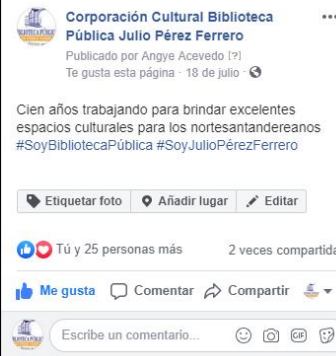 Corporación Cultural Biblioteca
Pública Julio Pérez Ferrero
Publicado por Angye Acevedo [?]
Te gusta esta página · 18 de julio ·
Cien años trabajando para brindar excelentes
espacios culturales para los nortesantandereanos
#SoyBibliotecaPública #SoyJulioPérezFerrero
Etiquetar foto Añadir lugar Editar
Tú y 25 personas más 2 veces compartida
Me gusta Comentar Compartir
Escribe un comentario... GIF